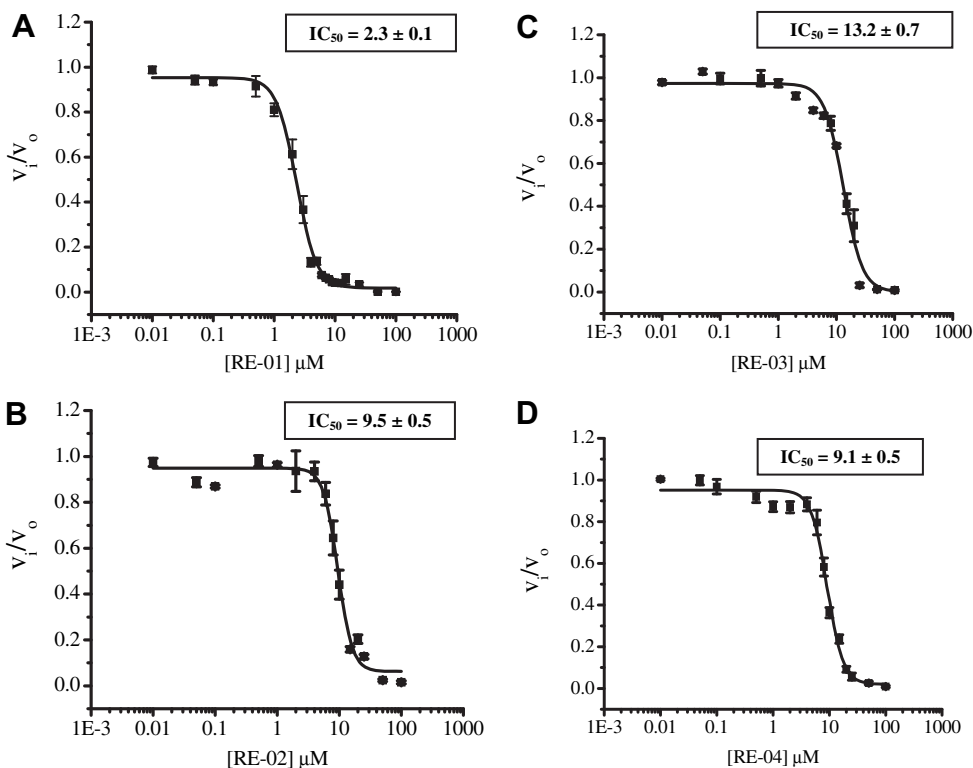 A
IC50 = 2.3 ± 0.1
1.2
1.0
0.8
0.6
0.4
0.2
0.0
vi/vo
1E-3 0.01 0.1 1 10 100 1000
[RE-01] µM
C
IC50 = 13.2 ± 0.7
1.2
1.0
0.8
0.6
0.4
0.2
0.0
vi/vo
1E-3 0.01 0.1 1 10 100 1000
[RE-03] µM
B
IC50 = 9.5 ± 0.5
1.2
1.0
0.8
0.6
0.4
0.2
0.0
vi/vo
1E-3 0.01 0.1 1 10 100 1000
[RE-02] µM
D
IC50 = 9.1 ± 0.5
1.2
1.0
0.8
0.6
0.4
0.2
0.0
vi/vo
1E-3 0.01 0.1 1 10 100 1000
[RE-04] µM